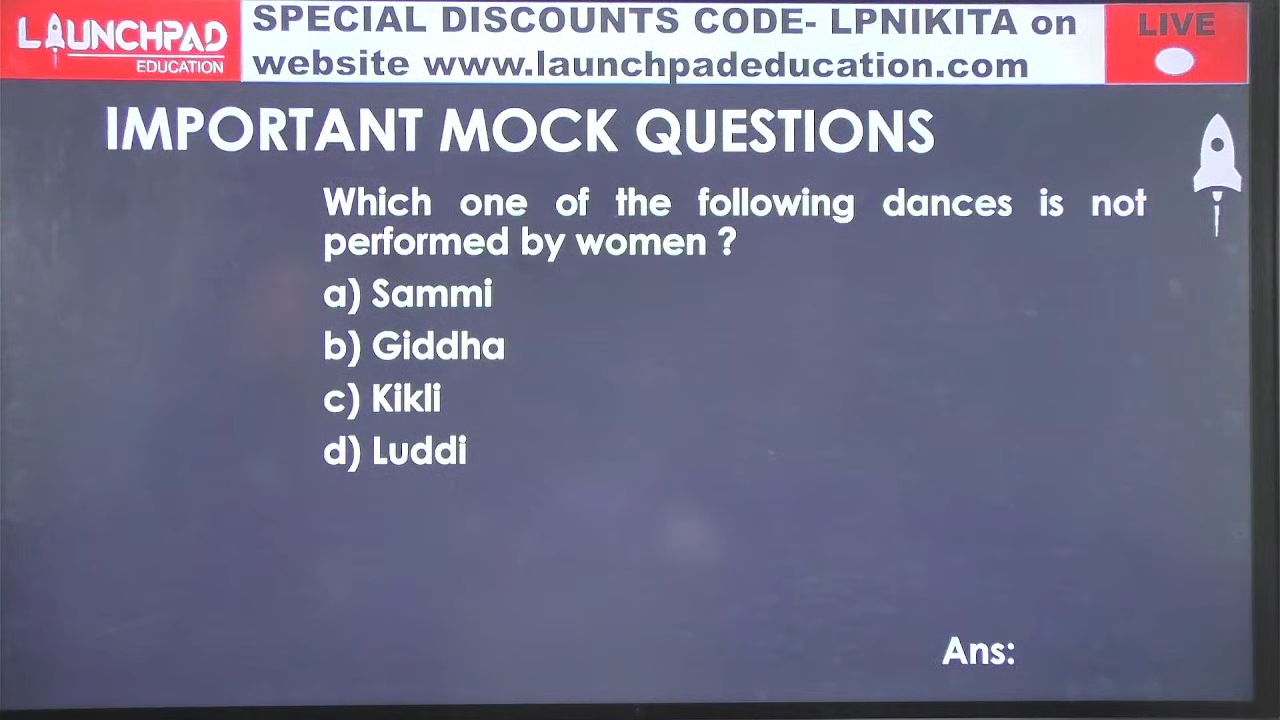 LAUNCHPAD
EDUCATION
SPECIAL DISCOUNTS CODE- LPNIKITA on
website www.launchpadeducation.com
LIVE
IMPORTANT MOCK QUESTIONS
Which one of the following dances is not
performed by women ?
a) Sammi
b) Giddha
c) Kikli
d) Luddi
Ans: